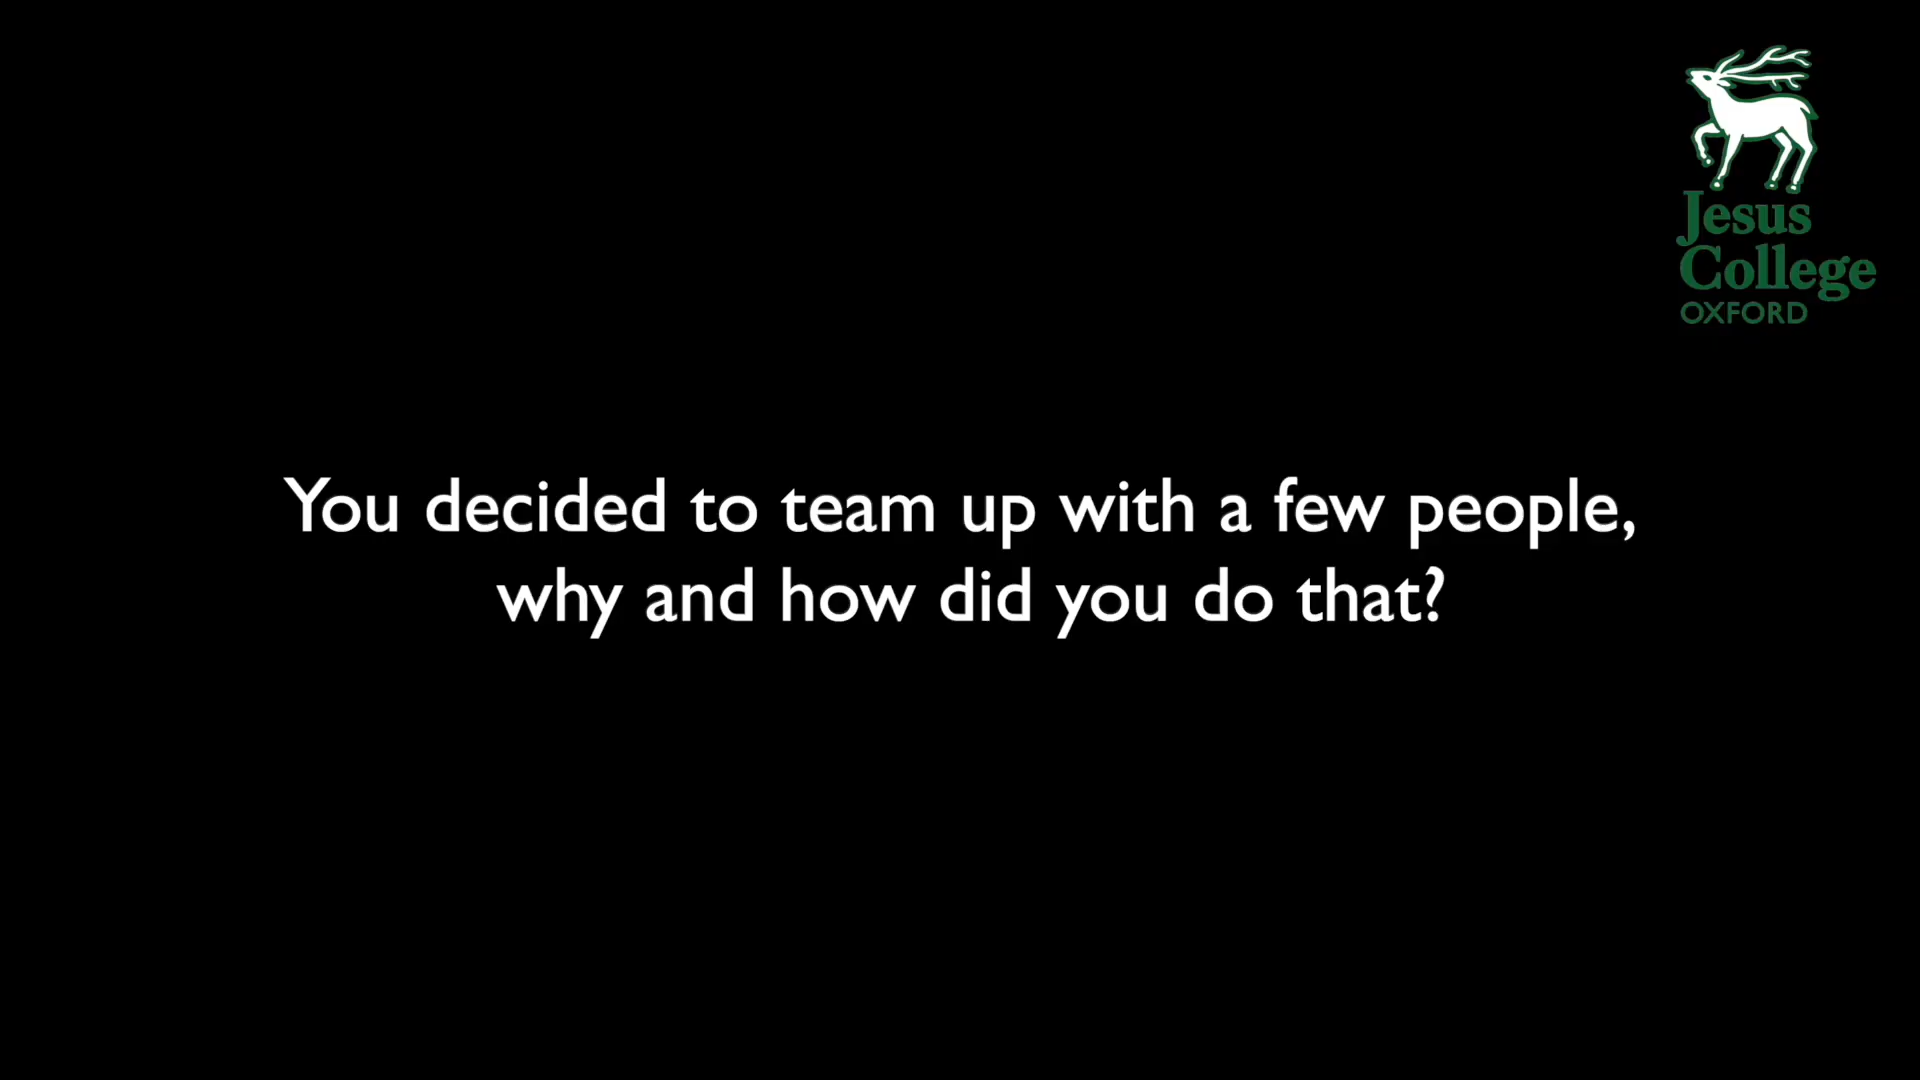 Jesus
College
OXFORD
You decided to team up with a few people,
why and how did you do that?